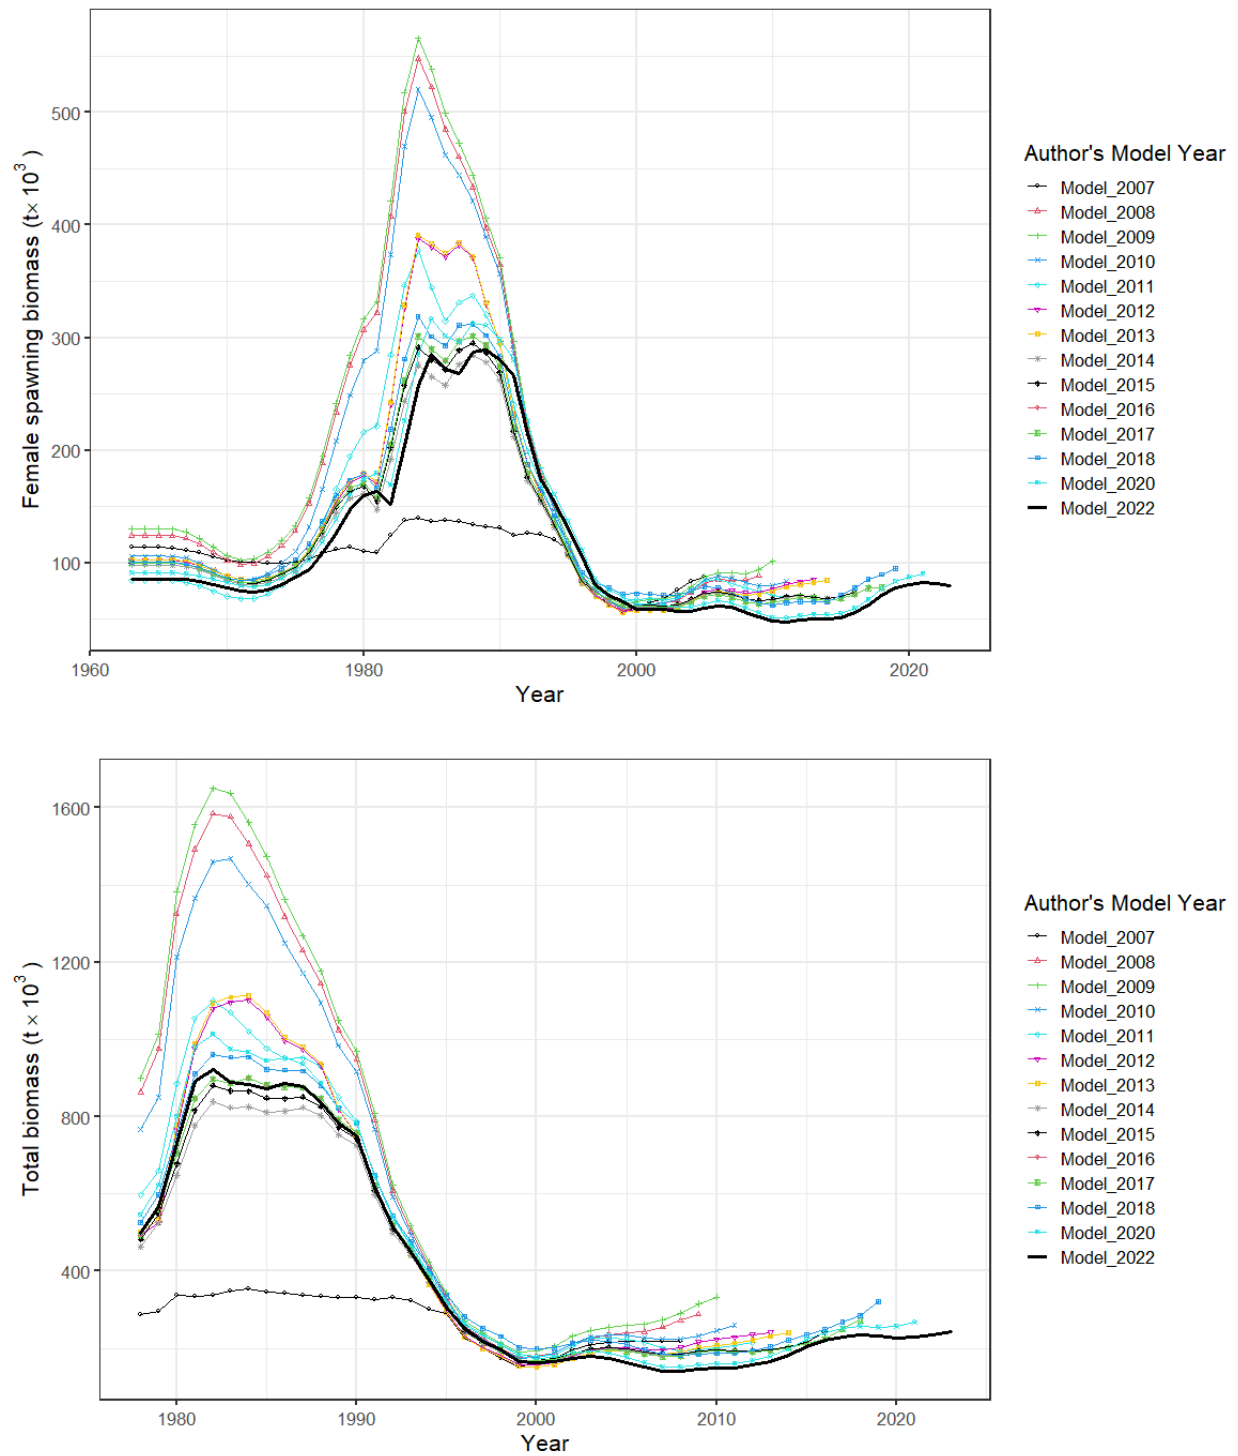 Female spawning biomass (t× 10³ )
500
400
300
200
100
1960
1980
2000
2020
Year
Author's Model Year
Model_2007
Model_2008
Model_2009
Model_2010
Model_2011
Model_2012
Model_2013
Model_2014
Model_2015
Model_2016
Model_2017
Model_2018
Model_2020
Model_2022
Total biomass (t × 10³ )
1600
1200
800
400
1980
1990
2000
2010
2020
Year
Author's Model Year
Model_2007
Model_2008
Model_2009
Model_2010
Model_2011
Model_2012
Model_2013
Model_2014
Model_2015
Model_2016
Model_2017
Model_2018
Model_2020
Model_2022